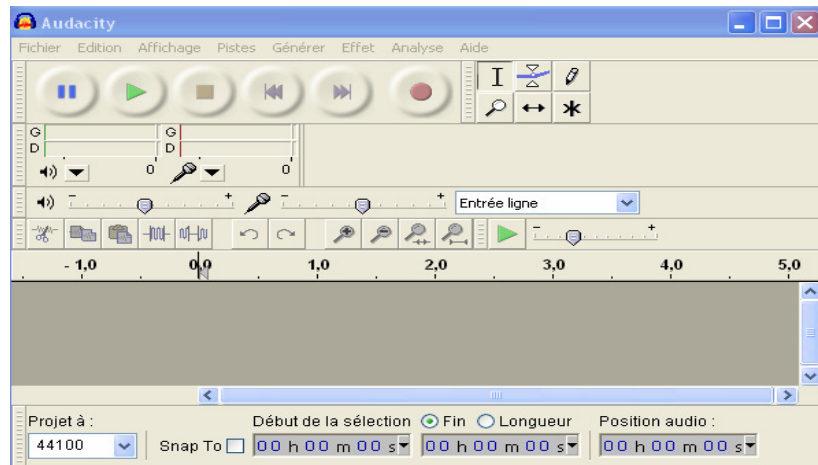 Audacity
Fichier Edition Affichage Pistes Générer Effet Analyse Aide
G G
D D
0 0
- + - + Entrée ligne
- +
- 1,0 0,0 1,0 2,0 3,0 4,0 5,0
Projet à : Début de la sélection Fin Longueur Position audio :
44100 Snap To 00 h 00 m 00 s 00 h 00 m 00 s 00 h 00 m 00 s